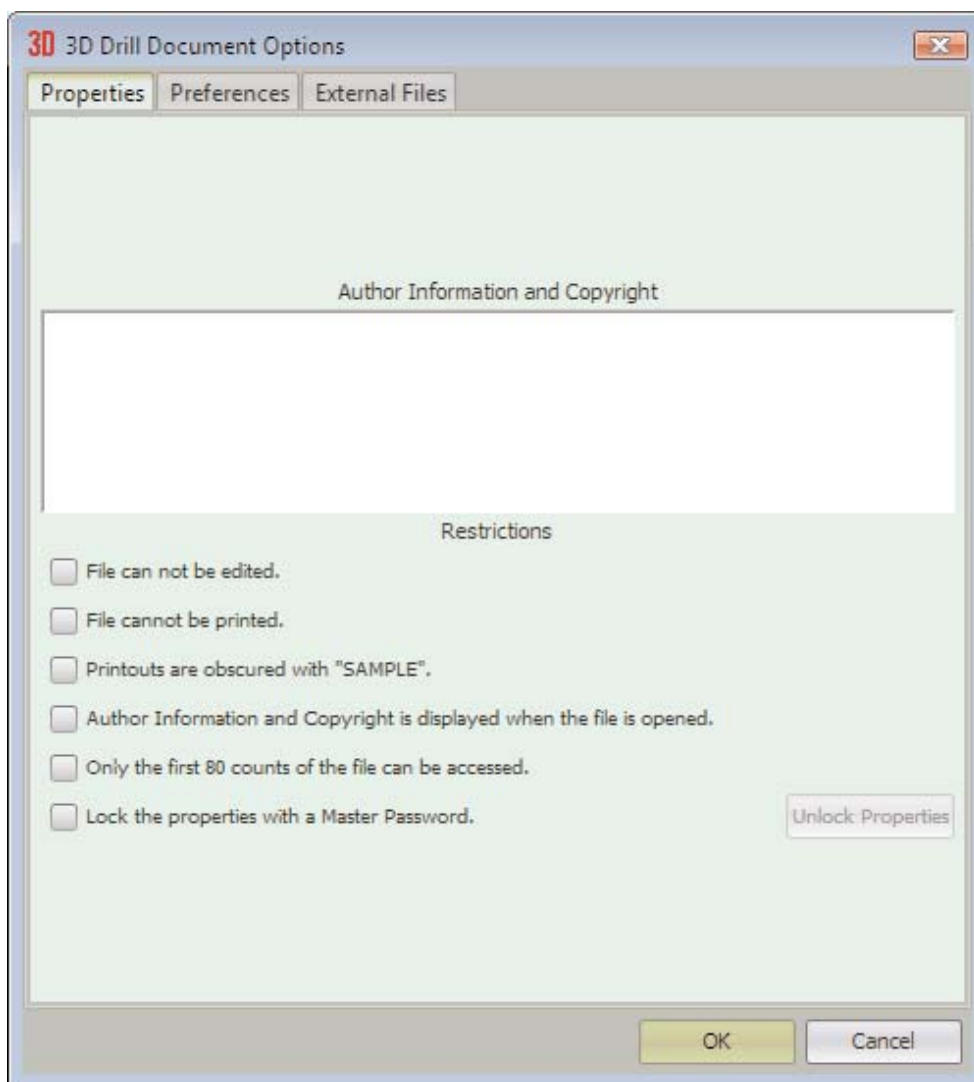 3D 3D Drill Document Options
Properties Preferences External Files
Author Information and Copyright
Restrictions
File can not be edited.
File cannot be printed.
Printouts are obscured with "SAMPLE".
Author Information and Copyright is displayed when the file is opened.
Only the first 80 counts of the file can be accessed.
Lock the properties with a Master Password.
Unlock Properties
OK Cancel